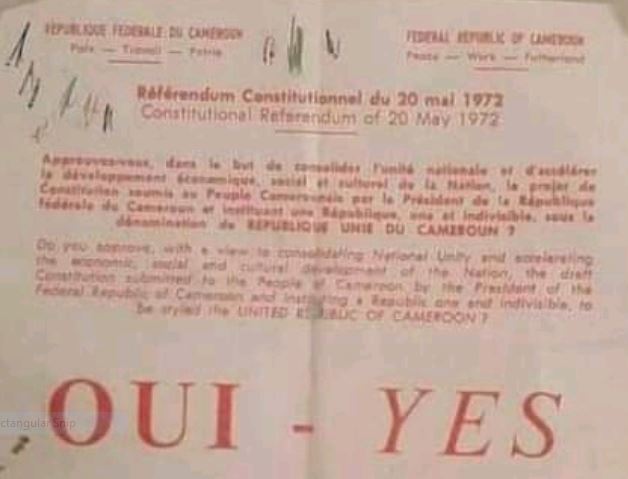 RÉPUBLIQUE FEDERALE DU CAMEROUN
Paix — Travail — Patrie
FEDERAL REPUBLIC OF CAMEROON
Peace — Work — Fatherland
Référendum Constitutionnel du 20 mai 1972
Constitutional Referendum of 20 May 1972
Approuvez-vous, dans le but de consolider l'unité nationale et d'accélérer
le développement économique, social et culturel de la Nation, le projet de
Constitution soumis au Peuple Camerounais par le Président de la République
fédérale du Cameroun et instituant une République, une et indivisible, sous la
dénomination de REPUBLIQUE UNIE DU CAMEROUN ?
Do you approve, with a view to consolidating National Unity and accelerating
the economic, social and cultural development of the Nation, the draft
Constitution submitted to the People of Cameroon by the President of the
Federal Republic of Cameroon and instituting a Republic one and indivisible, to
be styled the UNITED REPUBLIC OF CAMEROON ?
OUI - YES
ctangular Snip